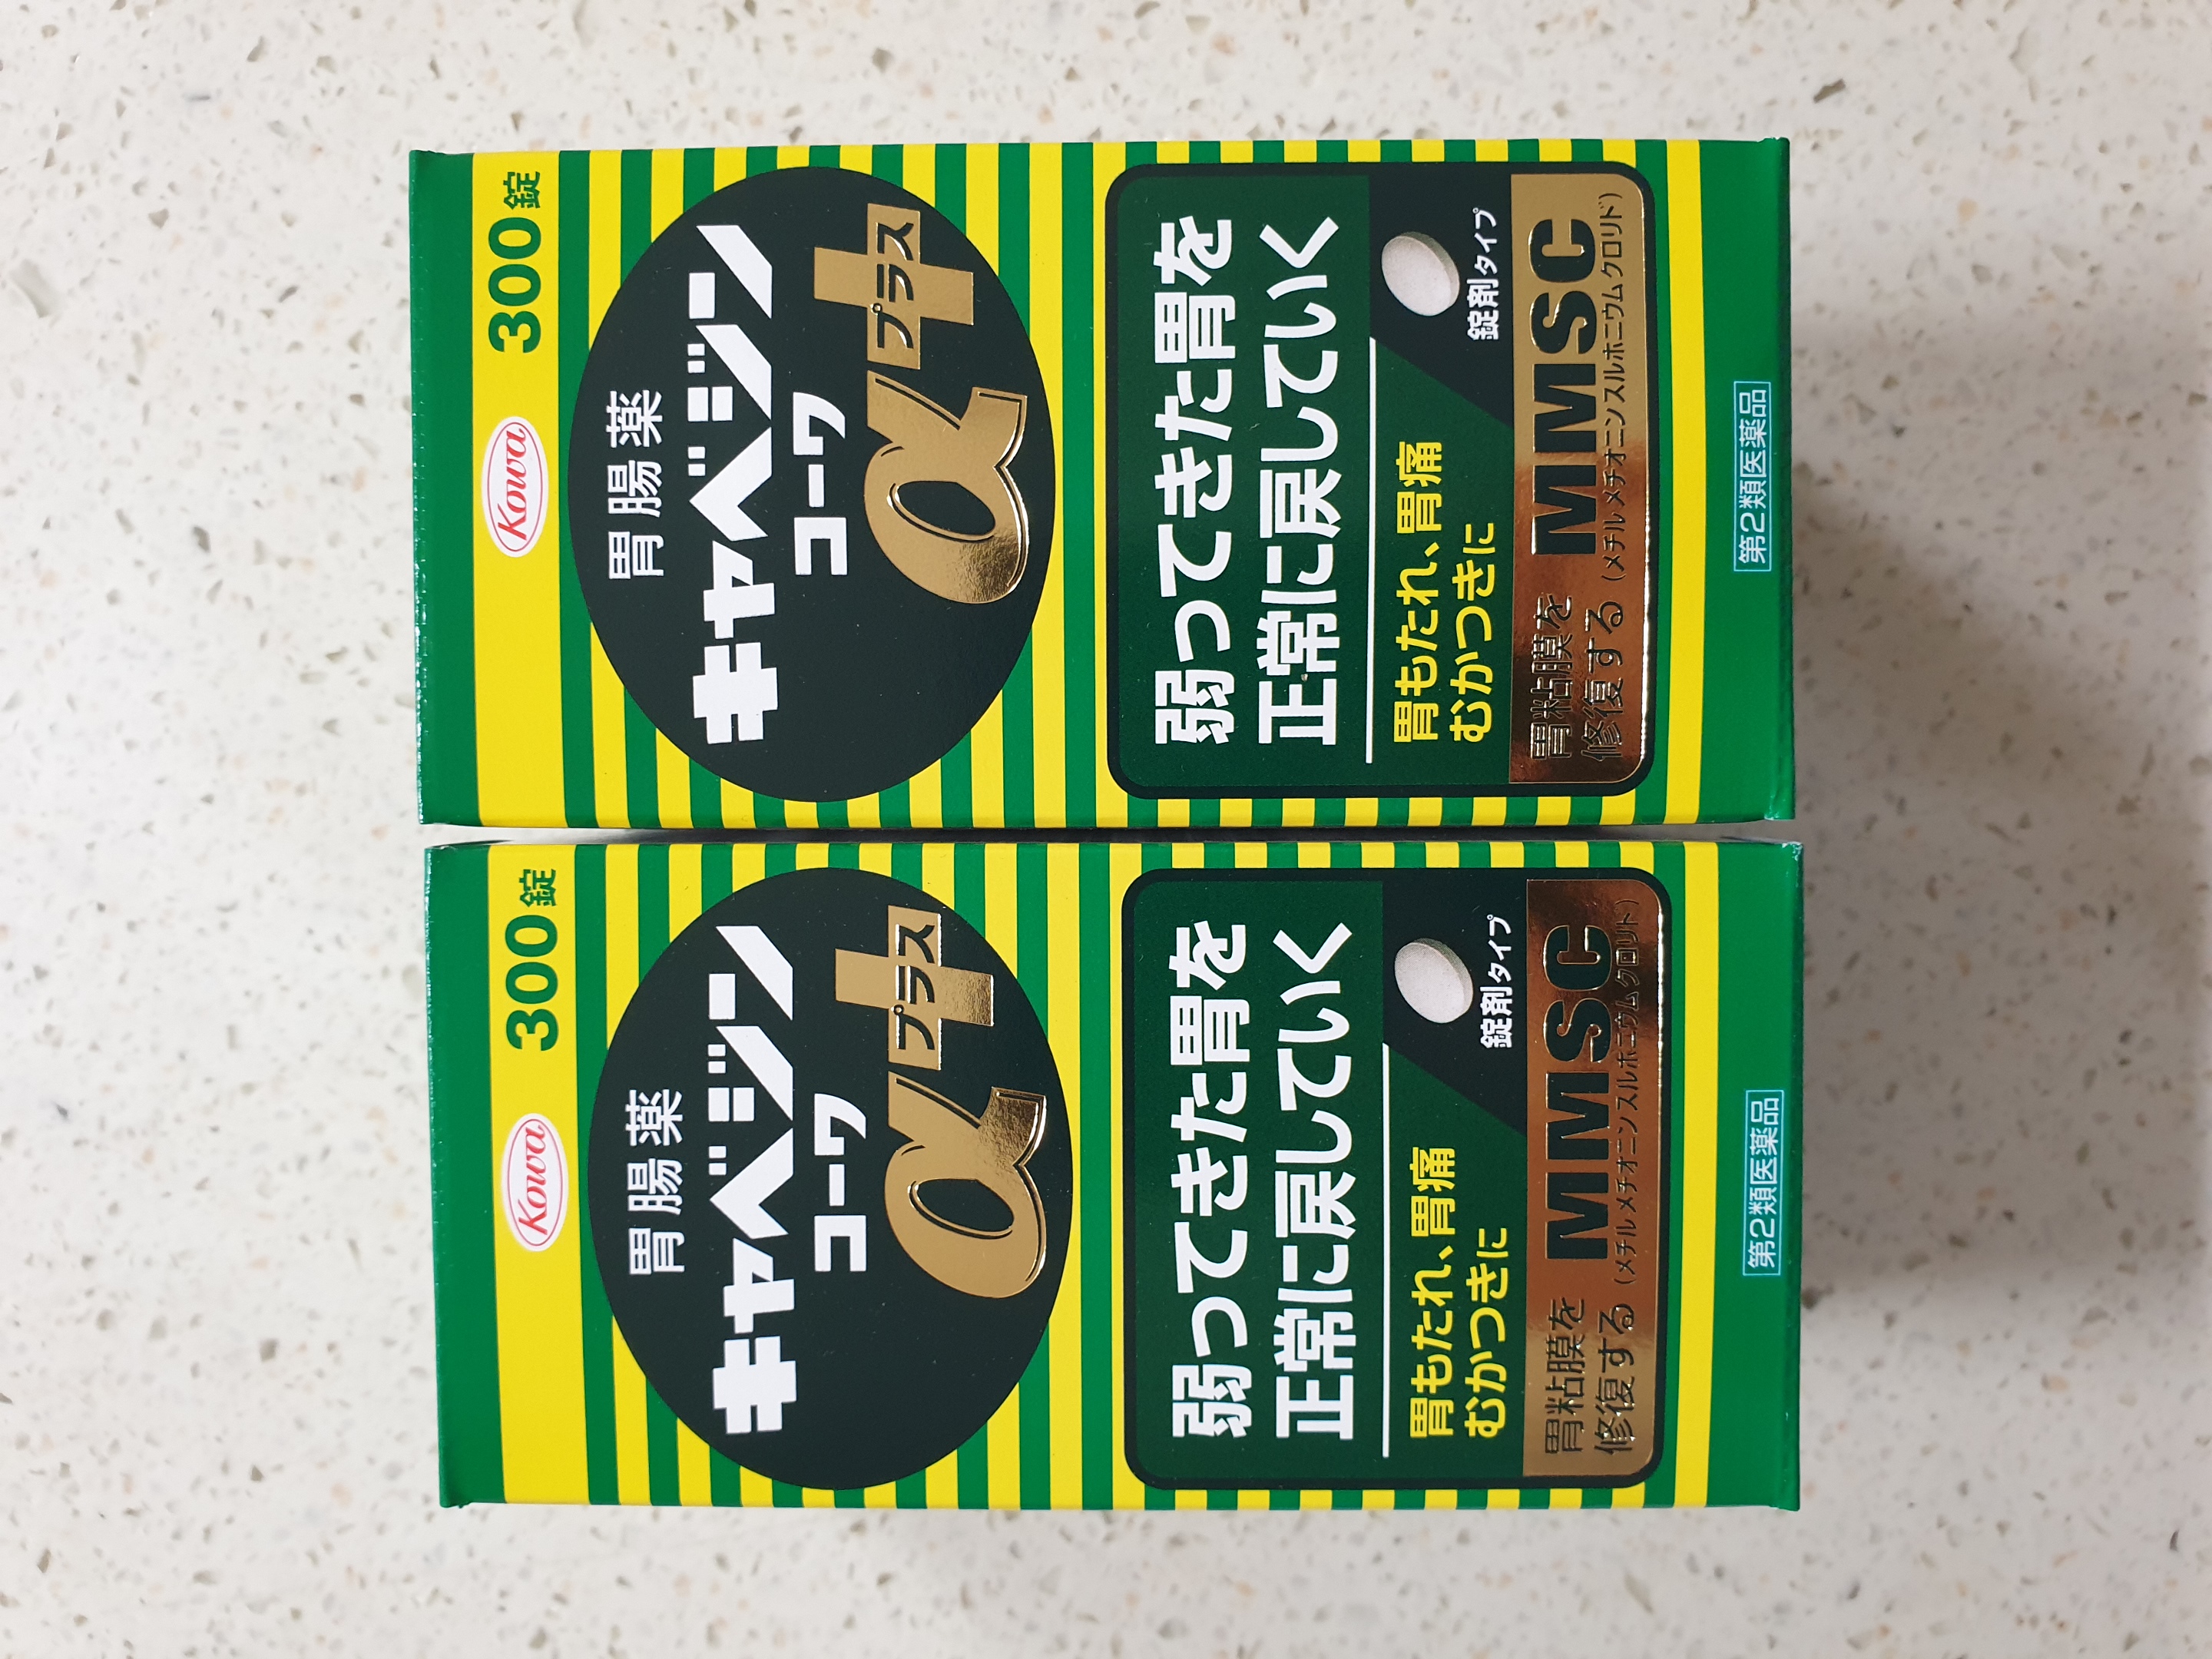 Kowa
300錠
胃腸薬
キャベジン
コーワ
α+プラス
弱ってきた胃を
正常に戻していく
胃もたれ、胃痛
むかつきに
錠剤タイプ
胃粘膜を
修復する
MMSC
(メチルメチオニンスルホニウムクロリド)
第2類医薬品
Kowa
300錠
胃腸薬
キャベジン
コーワ
α+プラス
弱ってきた胃を
正常に戻していく
胃もたれ、胃痛
むかつきに
錠剤タイプ
胃粘膜を
修復する
MMSC
(メチルメチオニンスルホニウムクロリド)
第2類医薬品